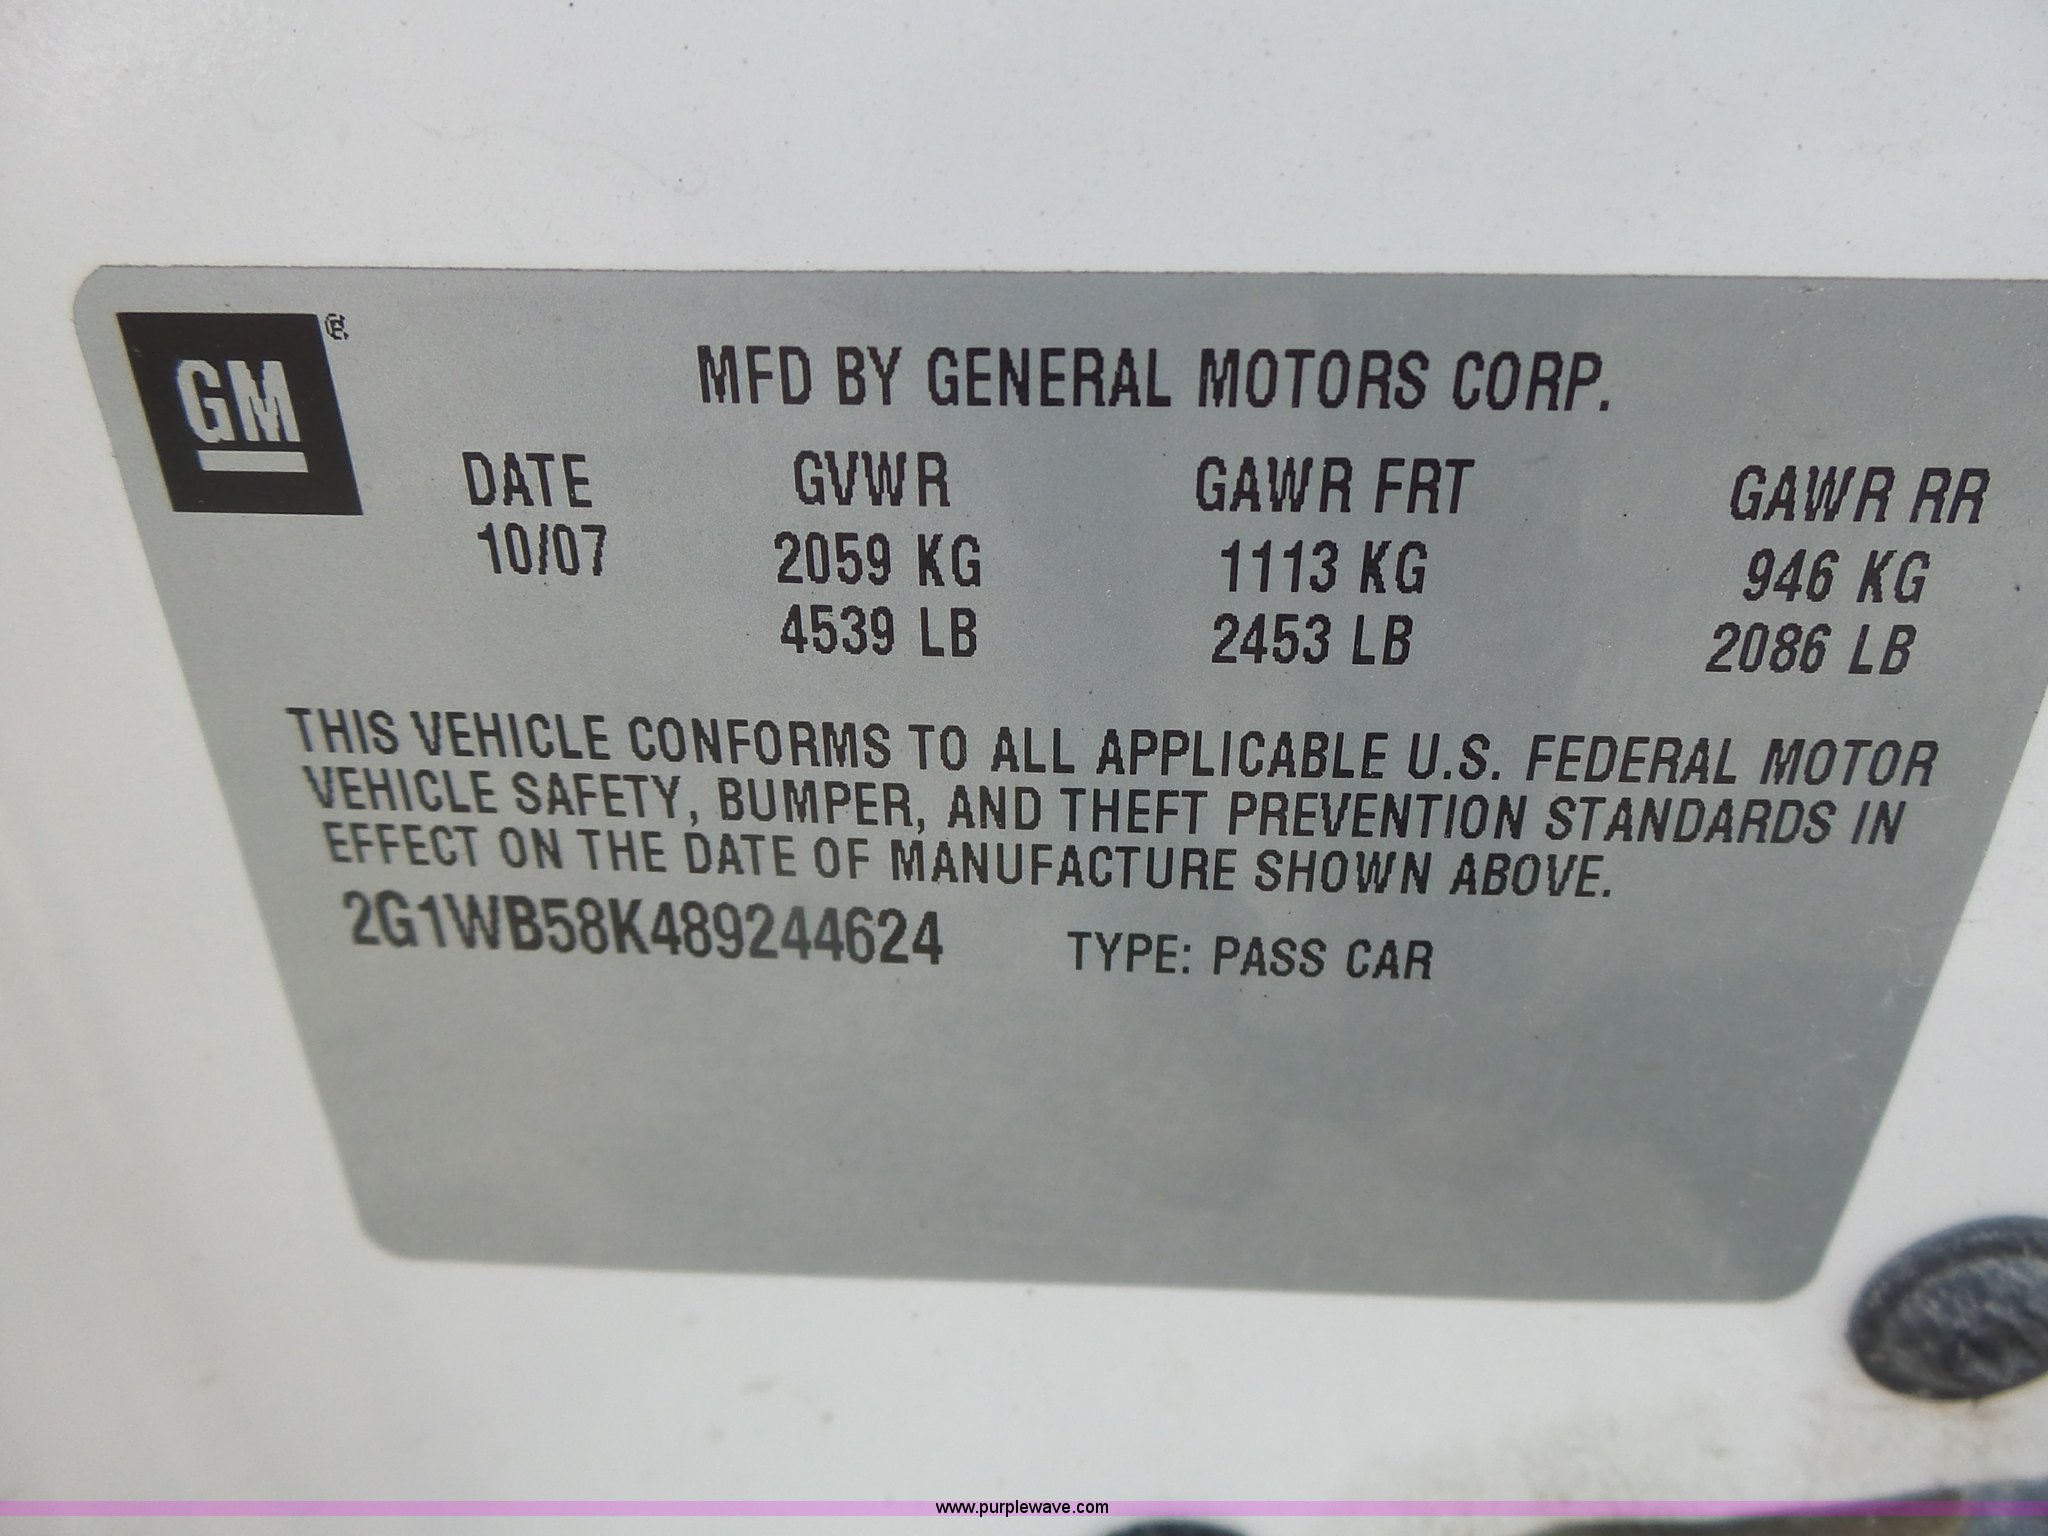 GM
MFD BY GENERAL MOTORS CORP.
DATE GVWR GAWR FRT GAWR RR
10/07 2059 KG 1113 KG 946 KG
4539 LB 2453 LB 2086 LB
THIS VEHICLE CONFORMS TO ALL APPLICABLE U.S. FEDERAL MOTOR
VEHICLE SAFETY, BUMPER, AND THEFT PREVENTION STANDARDS IN
EFFECT ON THE DATE OF MANUFACTURE SHOWN ABOVE.
2G1WB58K489244624 TYPE: PASS CAR
www.purplewave.com